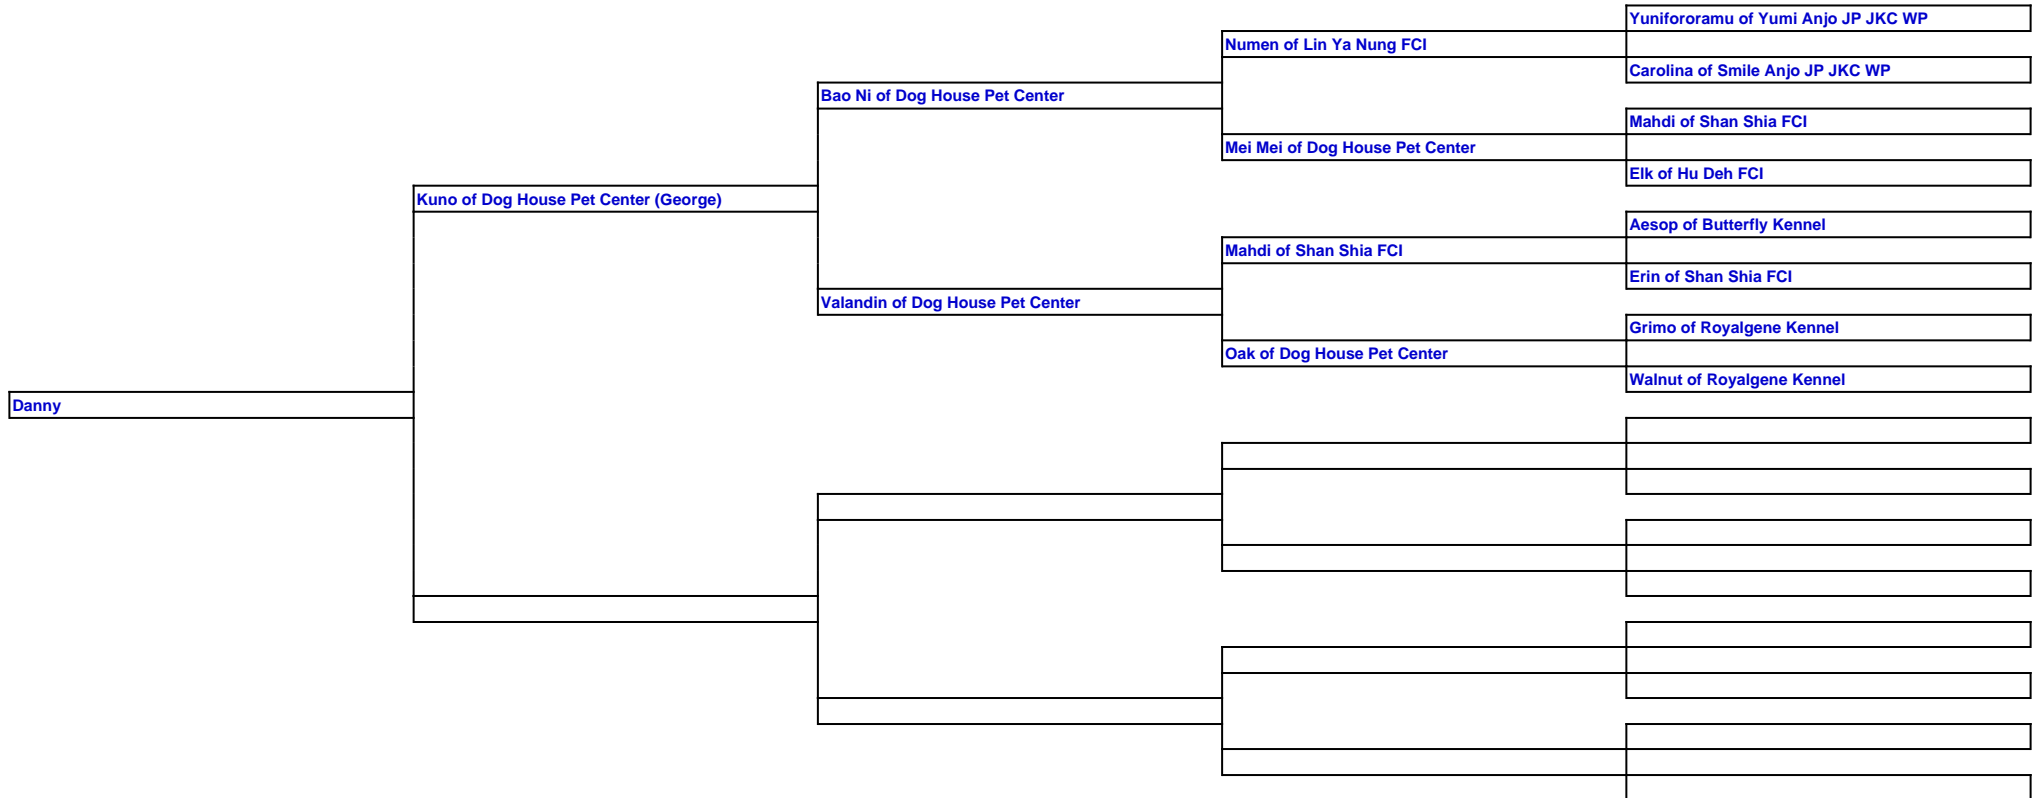 Yunifororamu of Yumi Anjo JP JKC WP
Numen of Lin Ya Nung FCI
Carolina of Smile Anjo JP JKC WP
Bao Ni of Dog House Pet Center
Mahdi of Shan Shia FCI
Mei Mei of Dog House Pet Center
Elk of Hu Deh FCI
Kuno of Dog House Pet Center (George)
Aesop of Butterfly Kennel
Mahdi of Shan Shia FCI
Erin of Shan Shia FCI
Valandin of Dog House Pet Center
Grimo of Royalgene Kennel
Oak of Dog House Pet Center
Walnut of Royalgene Kennel
Danny